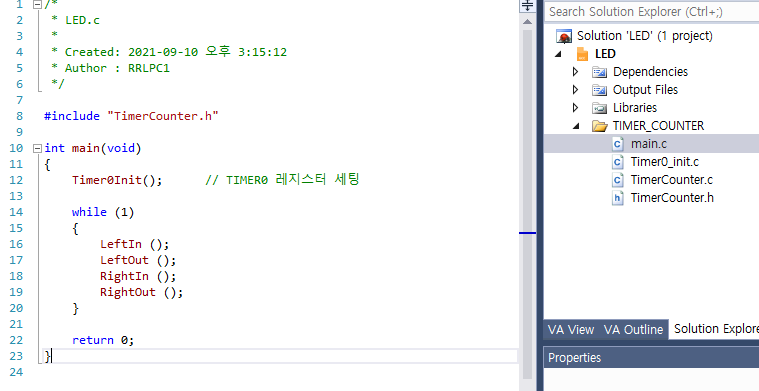 1 /*
2 * LED.c
3 *
4 * Created: 2021-09-10 오후 3:15:12
5 * Author : RRLPC1
6 */
7
8 #include "TimerCounter.h"
9
10 int main(void)
11 {
12 Timer0Init(); // TIMER0 레지스터 세팅
13
14 while (1)
15 {
16 LeftIn ();
17 LeftOut ();
18 RightIn ();
19 RightOut ();
20 }
21
22 return 0;
23 }
24
Search Solution Explorer (Ctrl+;)
Solution 'LED' (1 project)
LED
Dependencies
Output Files
Libraries
TIMER_COUNTER
main.c
Timer0_init.c
TimerCounter.c
TimerCounter.h
VA View VA Outline Solution Explore
Properties